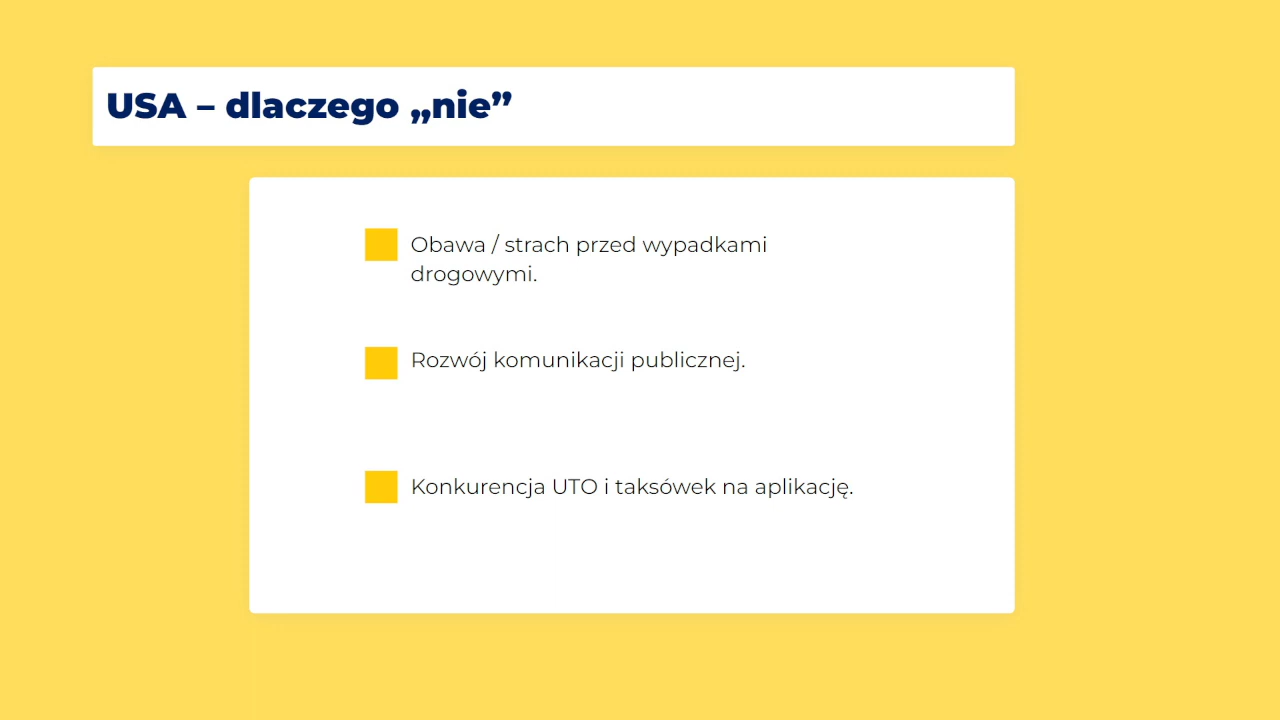 USA – dlaczego „nie”
Obawa / strach przed wypadkami
drogowymi.
Rozwój komunikacji publicznej.
Konkurencja UTO i taksówek na aplikację.